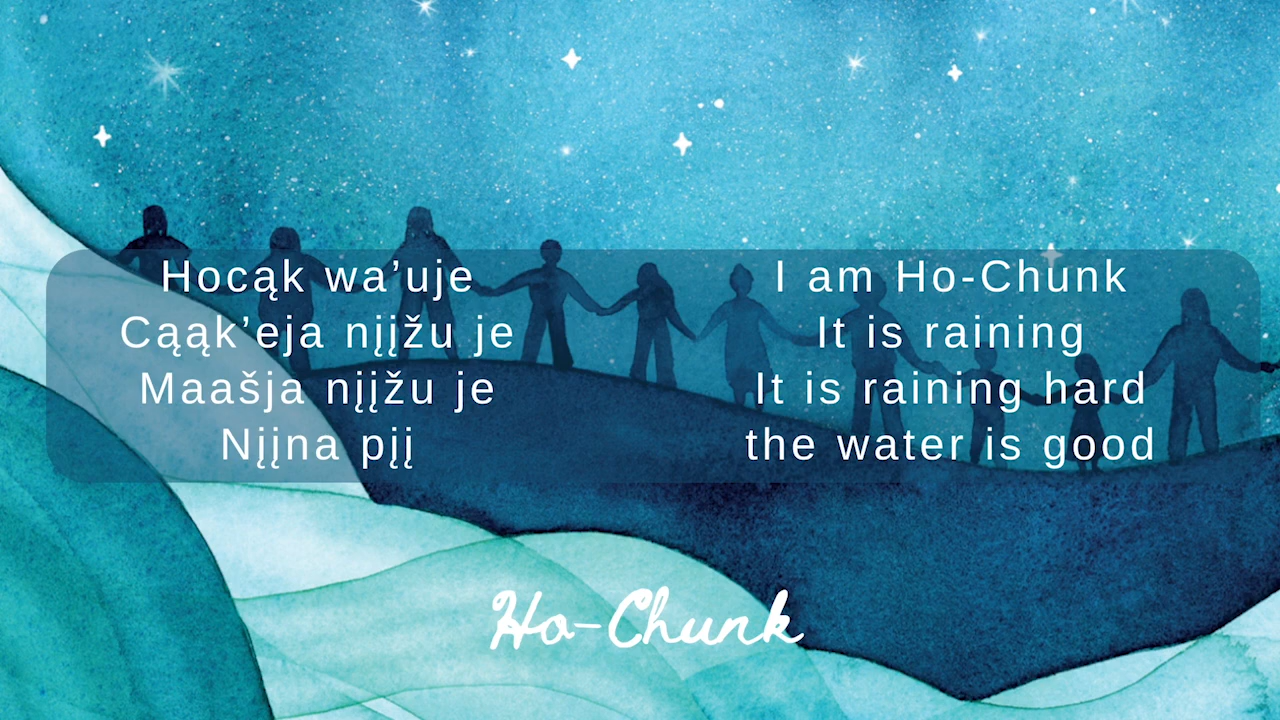 Hocąk wa’uje
Cąąk’eja nįįžu je
Maašja nįįžu je
Nįįna pįį
I am Ho-Chunk
It is raining
It is raining hard
the water is good
Ho-Chunk